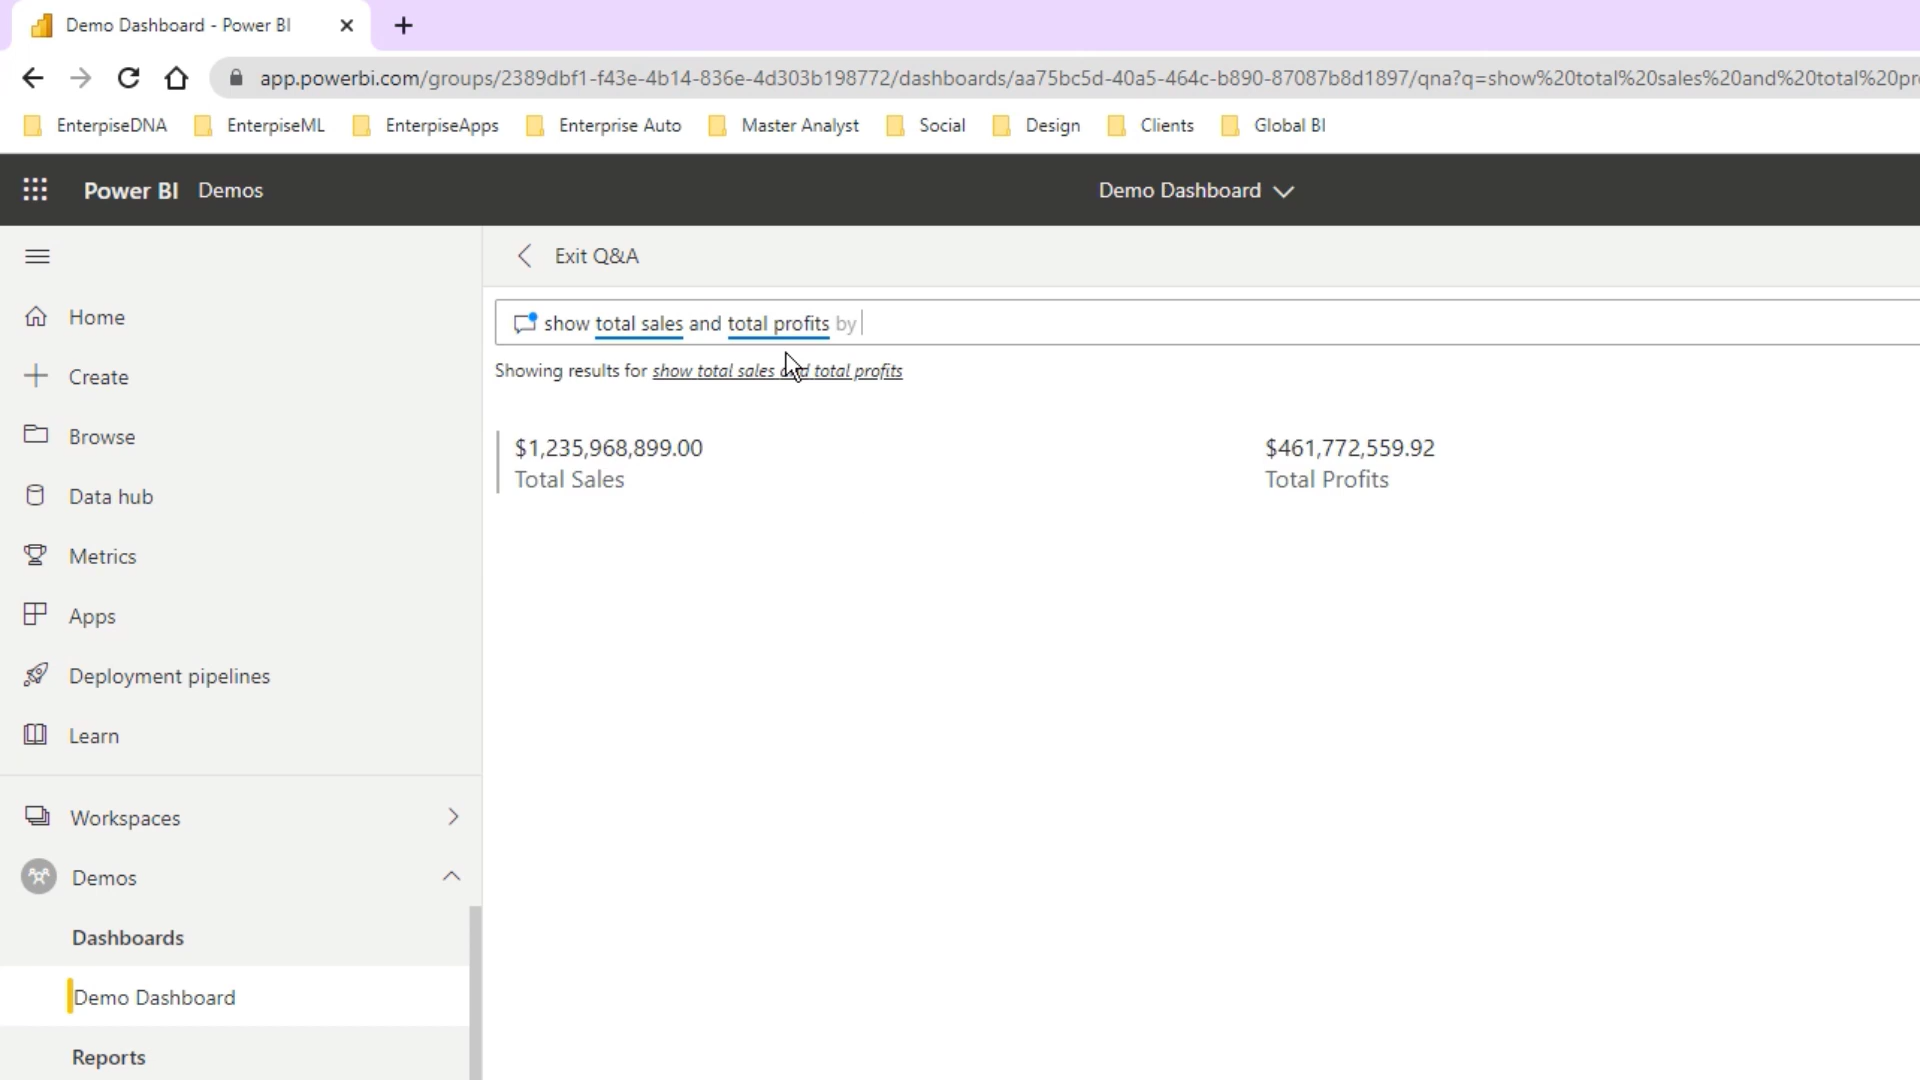 Demo Dashboard - Power BI
app.powerbi.com/groups/2389dbf1-f43e-4b14-836e-4d303b198772/dashboards/aa75bc5d-40a5-464c-b890-87087b8d1897/qna?q=show%20total%20sales%20and%20total%20pr
EnterpiseDNA EnterpiseML EnterpiseApps Enterprise Auto Master Analyst Social Design Clients Global BI
Power BI Demos Demo Dashboard
Exit Q&A
show total sales and total profits by
Showing results for show total sales and total profits
Home
Create
Browse
Data hub
Metrics
Apps
Deployment pipelines
Learn
Workspaces
Demos
Dashboards
Demo Dashboard
Reports
$1,235,968,899.00 $461,772,559.92
Total Sales Total Profits